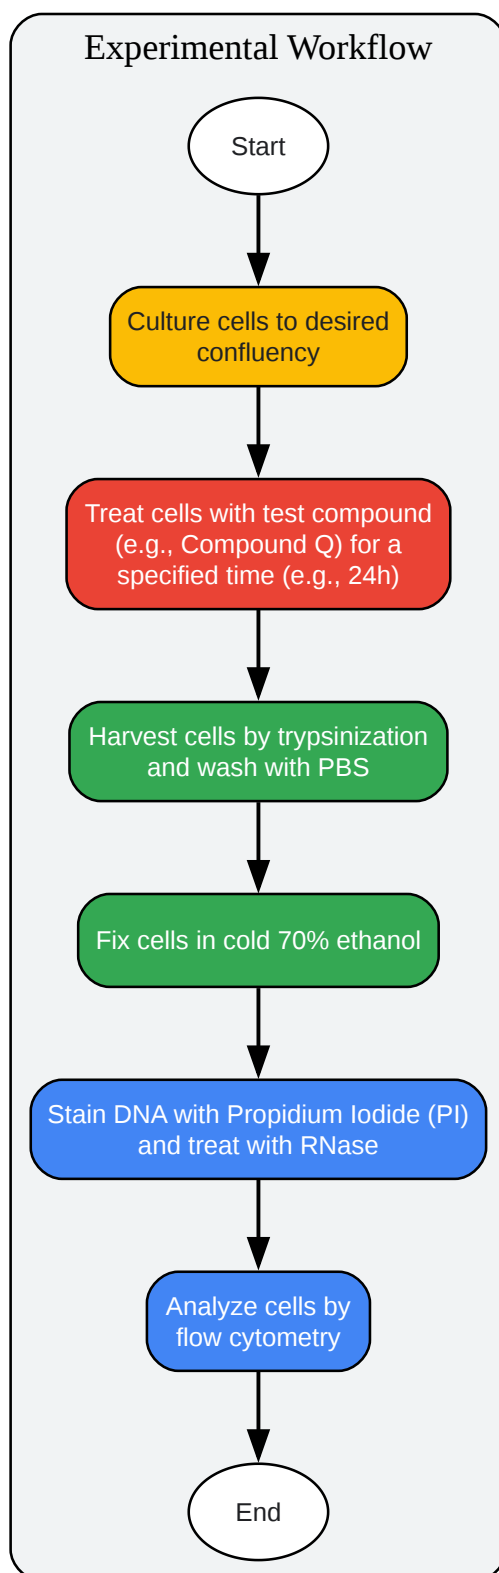 Experimental Workflow
Start
Culture cells to desired
confluency
Treat cells with test compound
(e.g., Compound Q) for a
specified time (e.g., 24h)
Harvest cells by trypsinization
and wash with PBS
Fix cells in cold 70% ethanol
Stain DNA with Propidium Iodide (PI)
and treat with RNase
Analyze cells by
flow cytometry
End